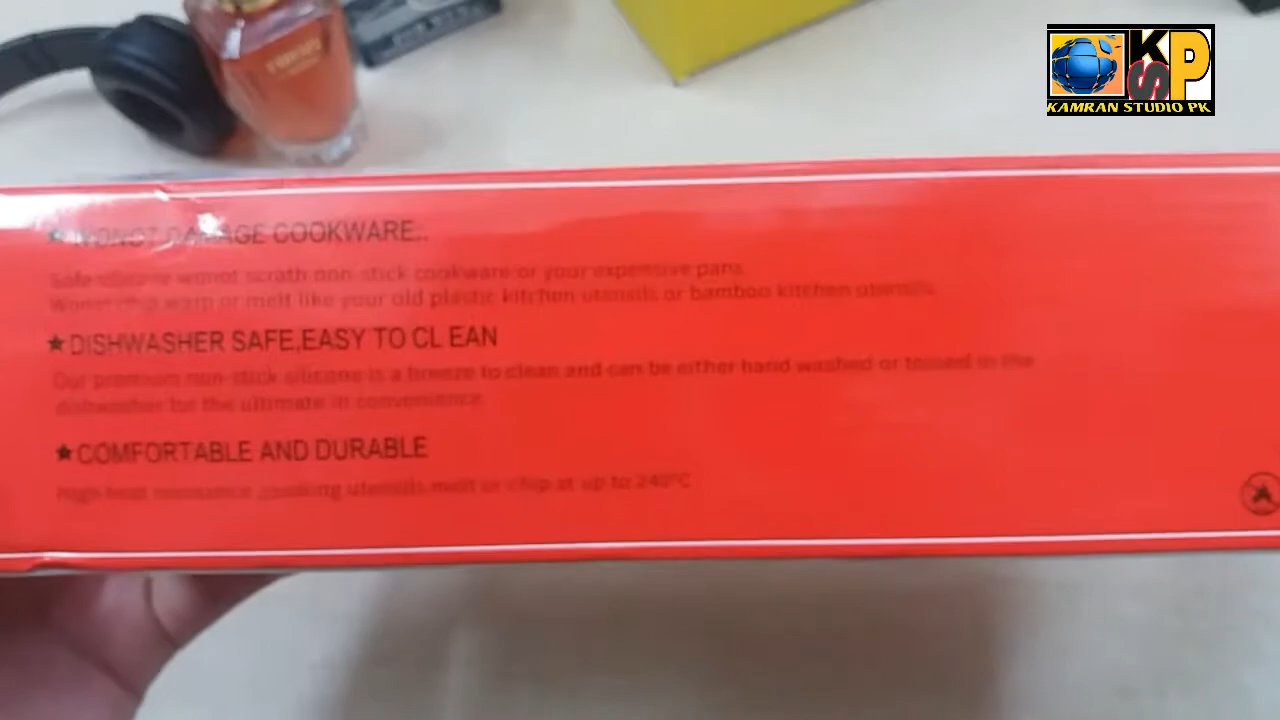 KSP
KAMRAN STUDIO PK
★WONOT DAMAGE COOKWARE:.
Safe silicone wonot scrath non-stick cookware or your expensive pans.
Wonot chip warp or melt like your old plastic kitchen utensils or bamboo kitchen utensils.
★DISHWASHER SAFE,EASY TO CL EAN
Our premium non-stick silicone is a breeze to clean and can be either hand washed or tossed in the
dishwasher for the ultimate in convenience.
★COMFORTABLE AND DURABLE
High heat resistance cooking utensils melt or chip at up to 240°C